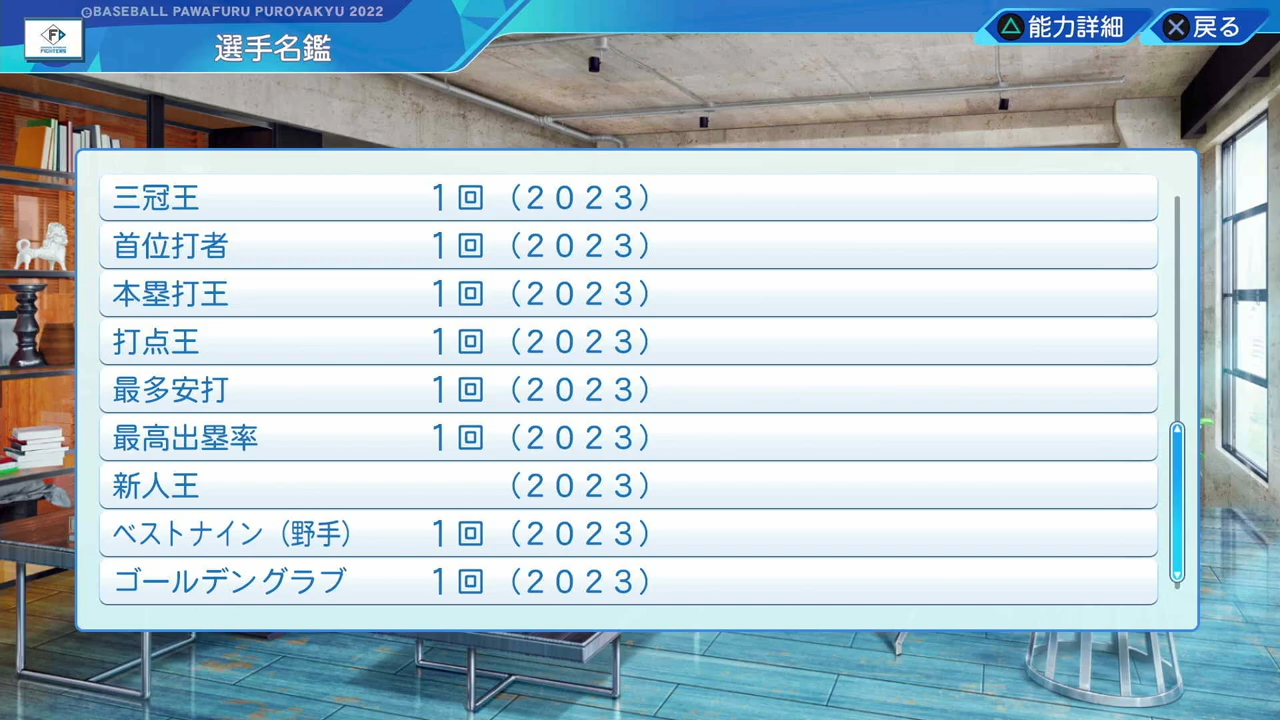 ©BASEBALL PAWAFURU PUROYAKYU 2022
選手名鑑
F
FIGHTERS
能力詳細
戻る
三冠王 1回 (2023)
首位打者 1回 (2023)
本塁打王 1回 (2023)
打点王 1回 (2023)
最多安打 1回 (2023)
最高出塁率 1回 (2023)
新人王 (2023)
ベストナイン(野手) 1回 (2023)
ゴールデングラブ 1回 (2023)